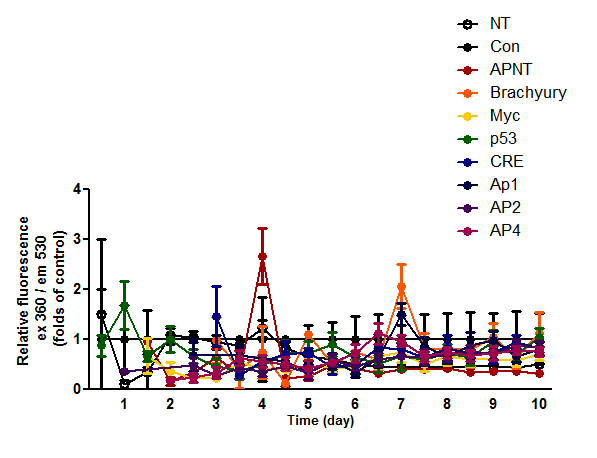 NT
Con
APNT
Brachyury
Myc
p53
CRE
Ap1
AP2
AP4
Relative fluorescence
ex 360 / em 530
(folds of control)
4
3
2
1
0
1 2 3 4 5 6 7 8 9 10
Time (day)